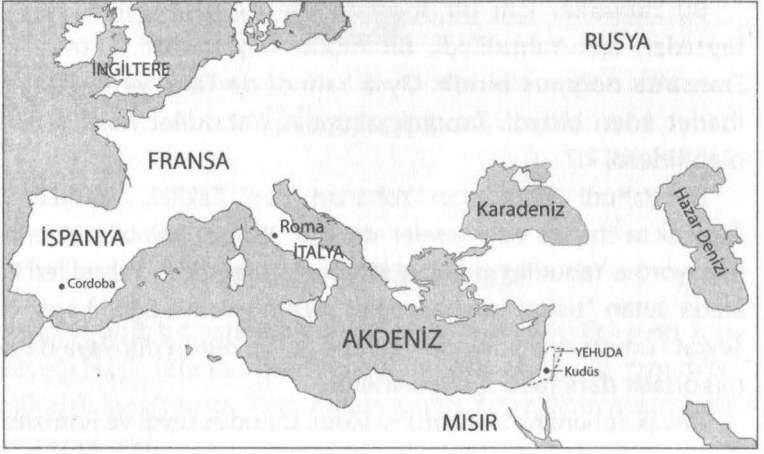 RUSYA
İNGİLTERE
FRANSA
Karadeniz
Hazar Denizi
Roma
İSPANYA
İTALYA
Cordoba
AKDENİZ
YEHUDA
Kudüs
MISIR